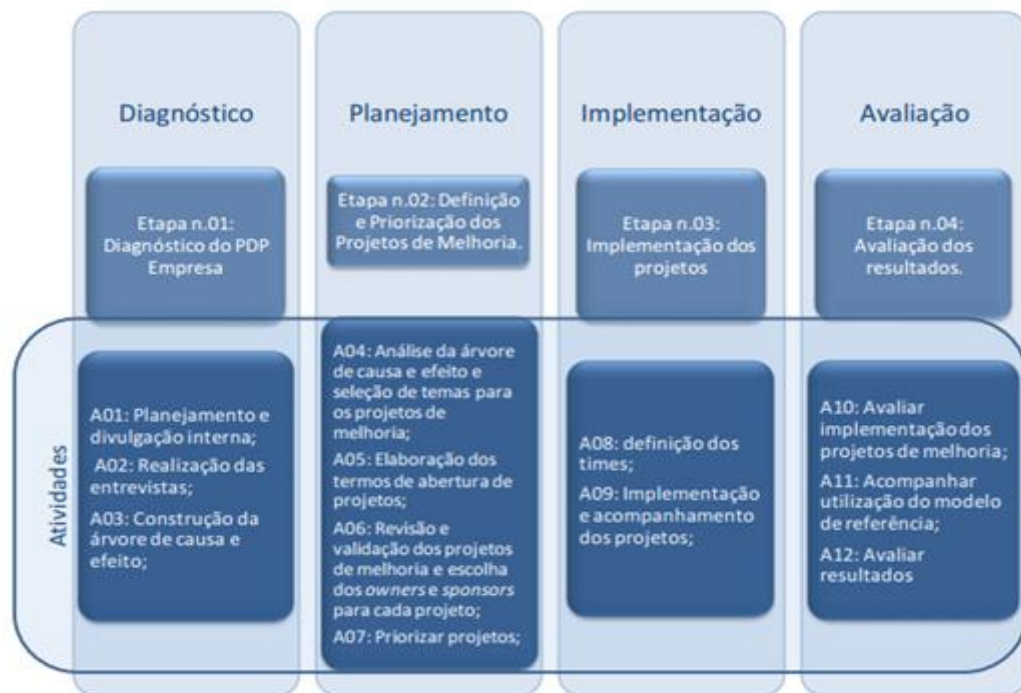 Diagnóstico
Planejamento
Implementação
Avaliação
Etapa n.01:
Diagnóstico do PDP
Empresa
Etapa n.02: Definição
e Priorização dos
Projetos de Melhoria.
Etapa n.03:
Implementação dos
projetos
Etapa n.04:
Avaliação dos
resultados.
Atividades
A01: Planejamento e
divulgação interna;
A02: Realização das
entrevistas;
A03: Construção da
árvore de causa e
efeito;
A04: Análise da árvore
de causa e efeito e
seleção de temas para
os projetos de
melhoria;
A05: Elaboração dos
termos de abertura de
projetos;
A06: Revisão e
validação dos projetos
de melhoria e escolha
dos owners e sponsors
para cada projeto;
A07: Priorizar projetos;
A08: definição dos
times;
A09: Implementação
e acompanhamento
dos projetos;
A10: Avaliar
implementação dos
projetos de melhoria;
A11: Acompanhar
utilização do modelo
de referência;
A12: Avaliar
resultados